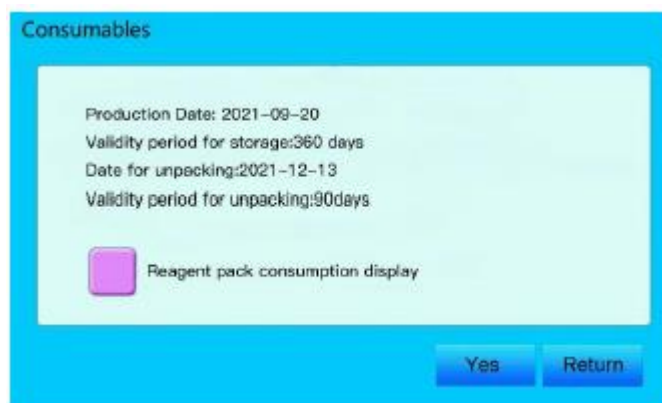 Consumables
Production Date: 2021-09-20
Validity period for storage:360 days
Date for unpacking:2021-12-13
Validity period for unpacking:90days
Reagent pack consumption display
Yes
Return